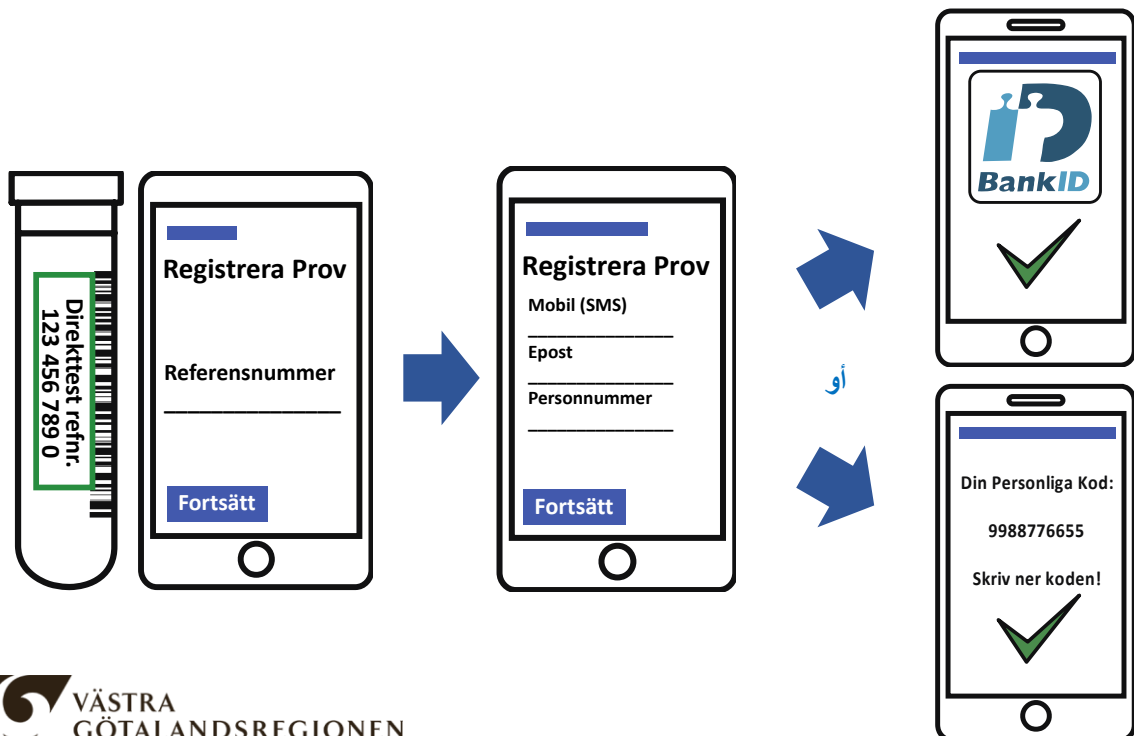 Direkttest refnr.
123 456 789 0
Registrera Prov
Referensnummer
Fortsätt
Registrera Prov
Mobil (SMS)
Epost
Personnummer
Fortsätt
BankID
أو
Din Personliga Kod:
9988776655
Skriv ner koden!
VÄSTRA
GÖTALANDSREGIONEN